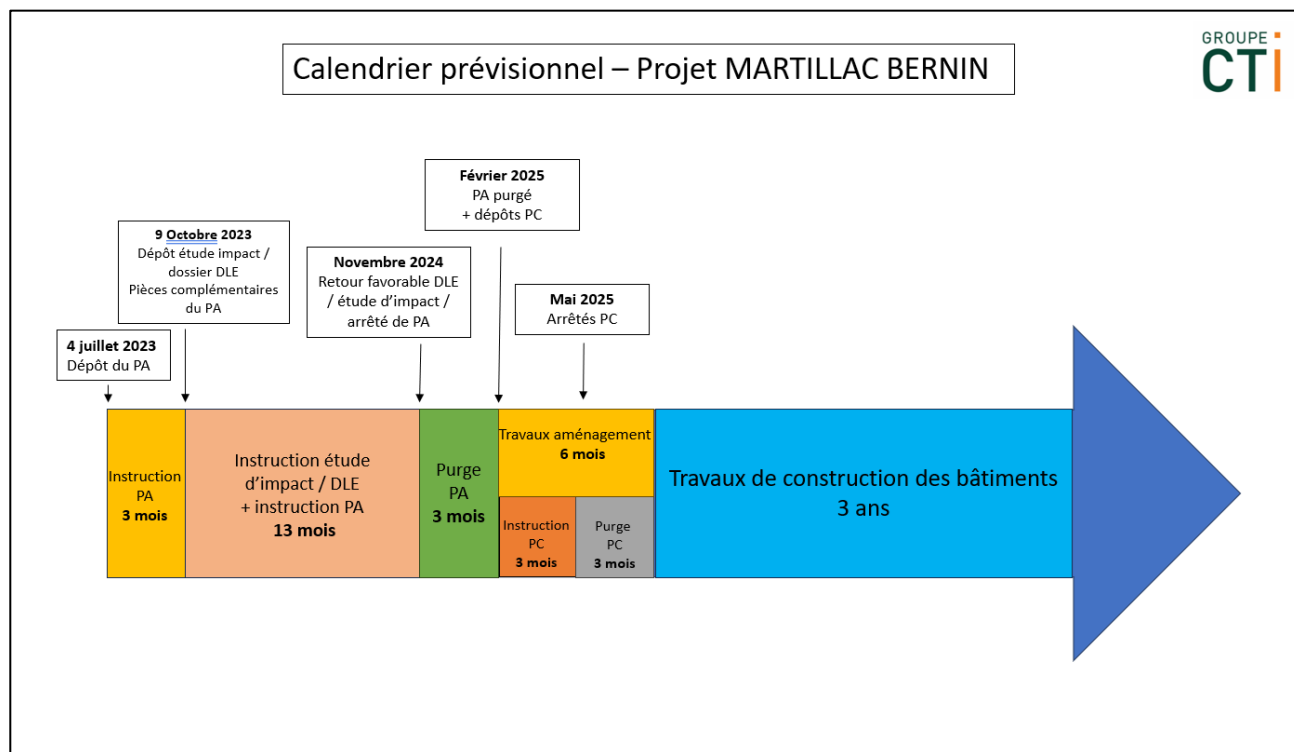 GROUPE
CTi
Calendrier prévisionnel – Projet MARTILLAC BERNIN
Février 2025
PA purgé
+ dépôts PC
9 Octobre 2023
Dépôt étude impact /
dossier DLE
Pièces complémentaires
du PA
Novembre 2024
Retour favorable DLE
/ étude d'impact /
arrêté de PA
Mai 2025
Arrêtés PC
4 juillet 2023
Dépôt du PA
Instruction
PA
3 mois
Instruction étude
d'impact / DLE
+ instruction PA
13 mois
Purge
PA
3 mois
Travaux aménagement
6 mois
Instruction
PC
3 mois
Purge
PC
3 mois
Travaux de construction des bâtiments
3 ans